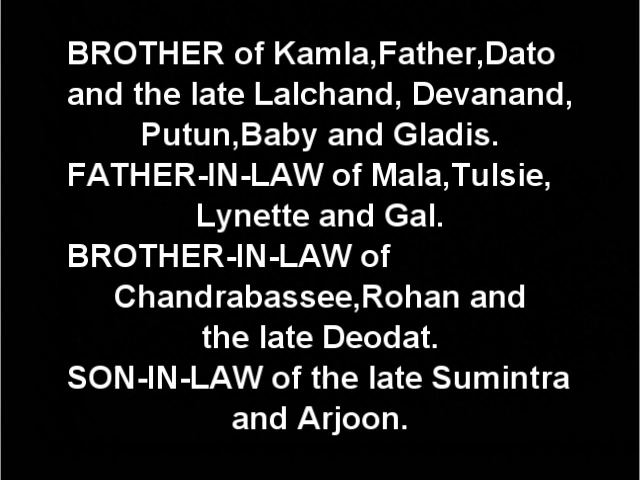 BROTHER of Kamla,Father,Dato
and the late Lalchand, Devanand,
Putun,Baby and Gladis.
FATHER-IN-LAW of Mala,Tulsie,
Lynette and Gal.
BROTHER-IN-LAW of
Chandrabassee,Rohan and
the late Deodat.
SON-IN-LAW of the late Sumintra
and Arjoon.